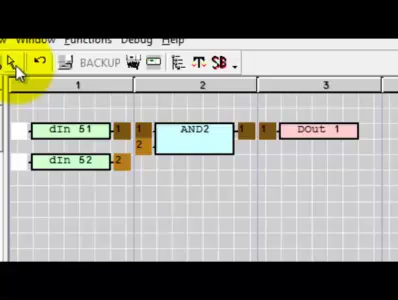 Window Functions Debug Help
BACKUP T SB
1 2 3
dIn 51 1 1 AND2 1 1 DOut 1
2
dIn 52 2